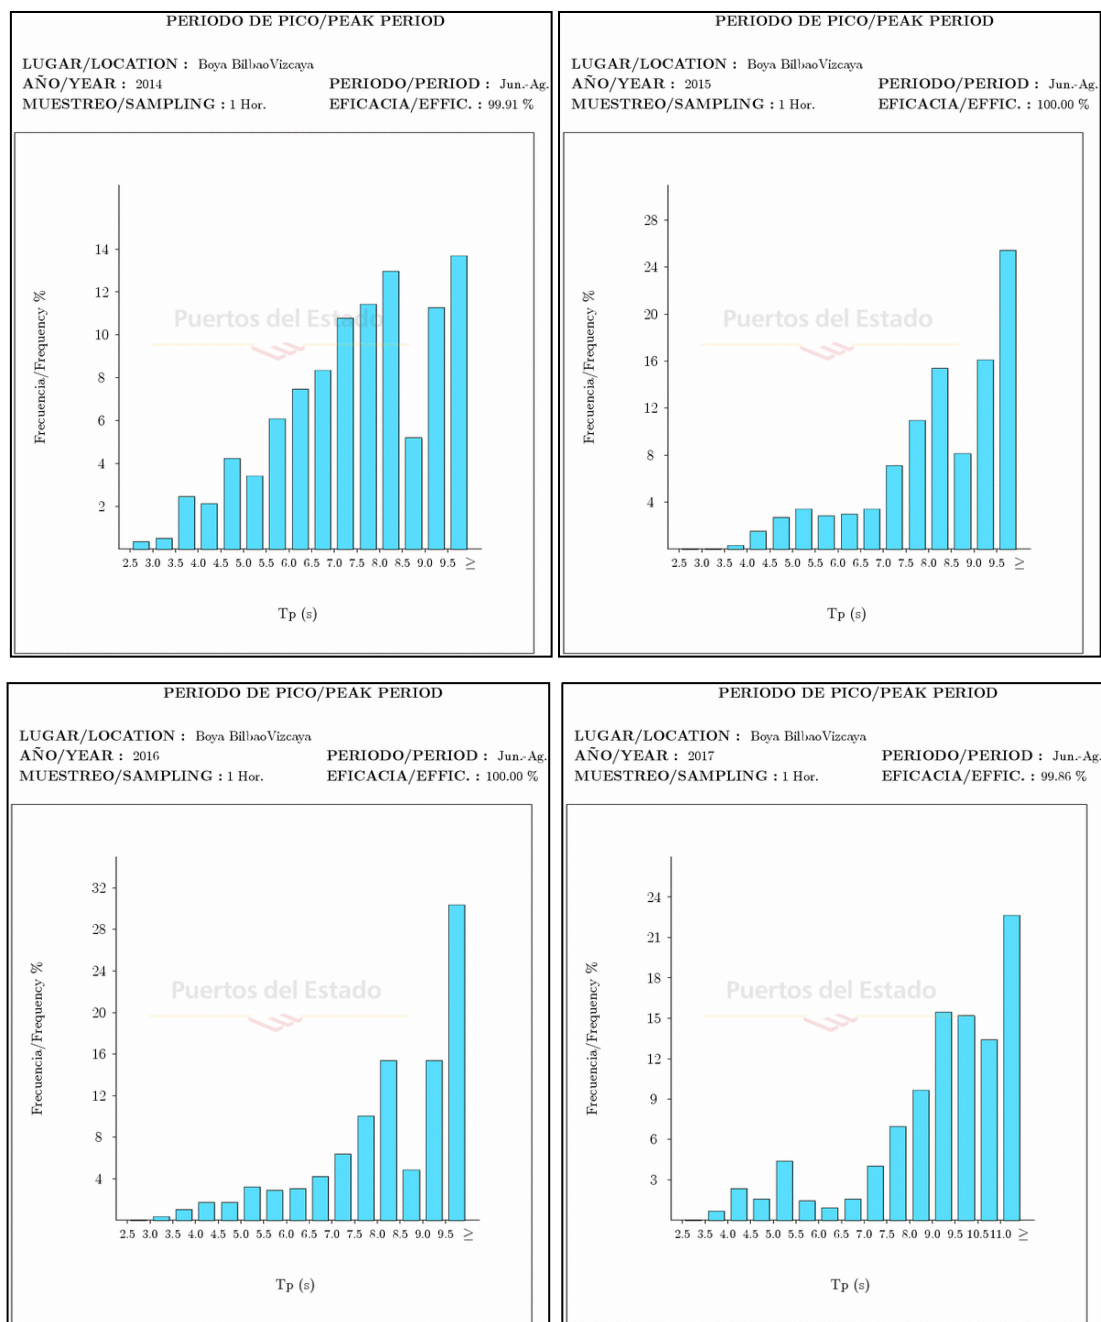 PERIODO DE PICO/PEAK PERIOD
LUGAR/LOCATION : Boya BilbaoVizcaya
AÑO/YEAR : 2014 PERIODO/PERIOD : Jun.-Ag.
MUESTREO/SAMPLING : 1 Hor. EFICACIA/EFFIC. : 99.91 %
14
12
10
8
6
4
2
Frecuencia/Frequency %
Puertos del Estado
2.5 3.0 3.5 4.0 4.5 5.0 5.5 6.0 6.5 7.0 7.5 8.0 8.5 9.0 9.5 ≥
Tp (s)
PERIODO DE PICO/PEAK PERIOD
LUGAR/LOCATION : Boya BilbaoVizcaya
AÑO/YEAR : 2015 PERIODO/PERIOD : Jun.-Ag.
MUESTREO/SAMPLING : 1 Hor. EFICACIA/EFFIC. : 100.00 %
28
24
20
16
12
8
4
Frecuencia/Frequency %
Puertos del Estado
2.5 3.0 3.5 4.0 4.5 5.0 5.5 6.0 6.5 7.0 7.5 8.0 8.5 9.0 9.5 ≥
Tp (s)
PERIODO DE PICO/PEAK PERIOD
LUGAR/LOCATION : Boya BilbaoVizcaya
AÑO/YEAR : 2016 PERIODO/PERIOD : Jun.-Ag.
MUESTREO/SAMPLING : 1 Hor. EFICACIA/EFFIC. : 100.00 %
32
28
24
20
16
12
8
4
Frecuencia/Frequency %
Puertos del Estado
2.5 3.0 3.5 4.0 4.5 5.0 5.5 6.0 6.5 7.0 7.5 8.0 8.5 9.0 9.5 ≥
Tp (s)
PERIODO DE PICO/PEAK PERIOD
LUGAR/LOCATION : Boya BilbaoVizcaya
AÑO/YEAR : 2017 PERIODO/PERIOD : Jun.-Ag.
MUESTREO/SAMPLING : 1 Hor. EFICACIA/EFFIC. : 99.86 %
24
21
18
15
12
9
6
3
Frecuencia/Frequency %
Puertos del Estado
2.5 3.5 4.0 4.5 5.0 5.5 6.0 6.5 7.0 7.5 8.0 9.0 9.5 10.5 11.0 ≥
Tp (s)